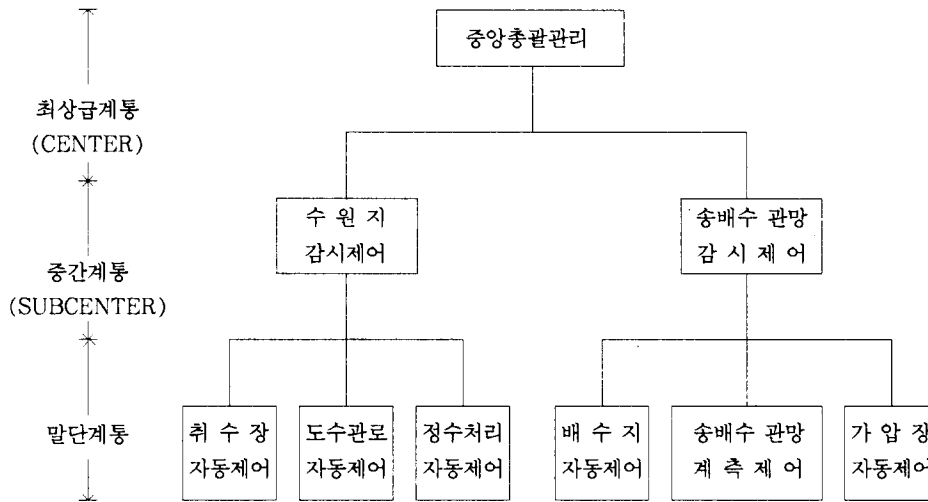 중앙총괄관리
최상급계통
(CENTER)
수 원 지
감시제어
송배수 관망
감 시 제 어
중간계통
(SUBCENTER)
말단계통
취 수 장
자동제어
도수관로
자동제어
정수처리
자동제어
배 수 지
자동제어
송배수 관망
계 측 제 어
가 압 장
자동제어